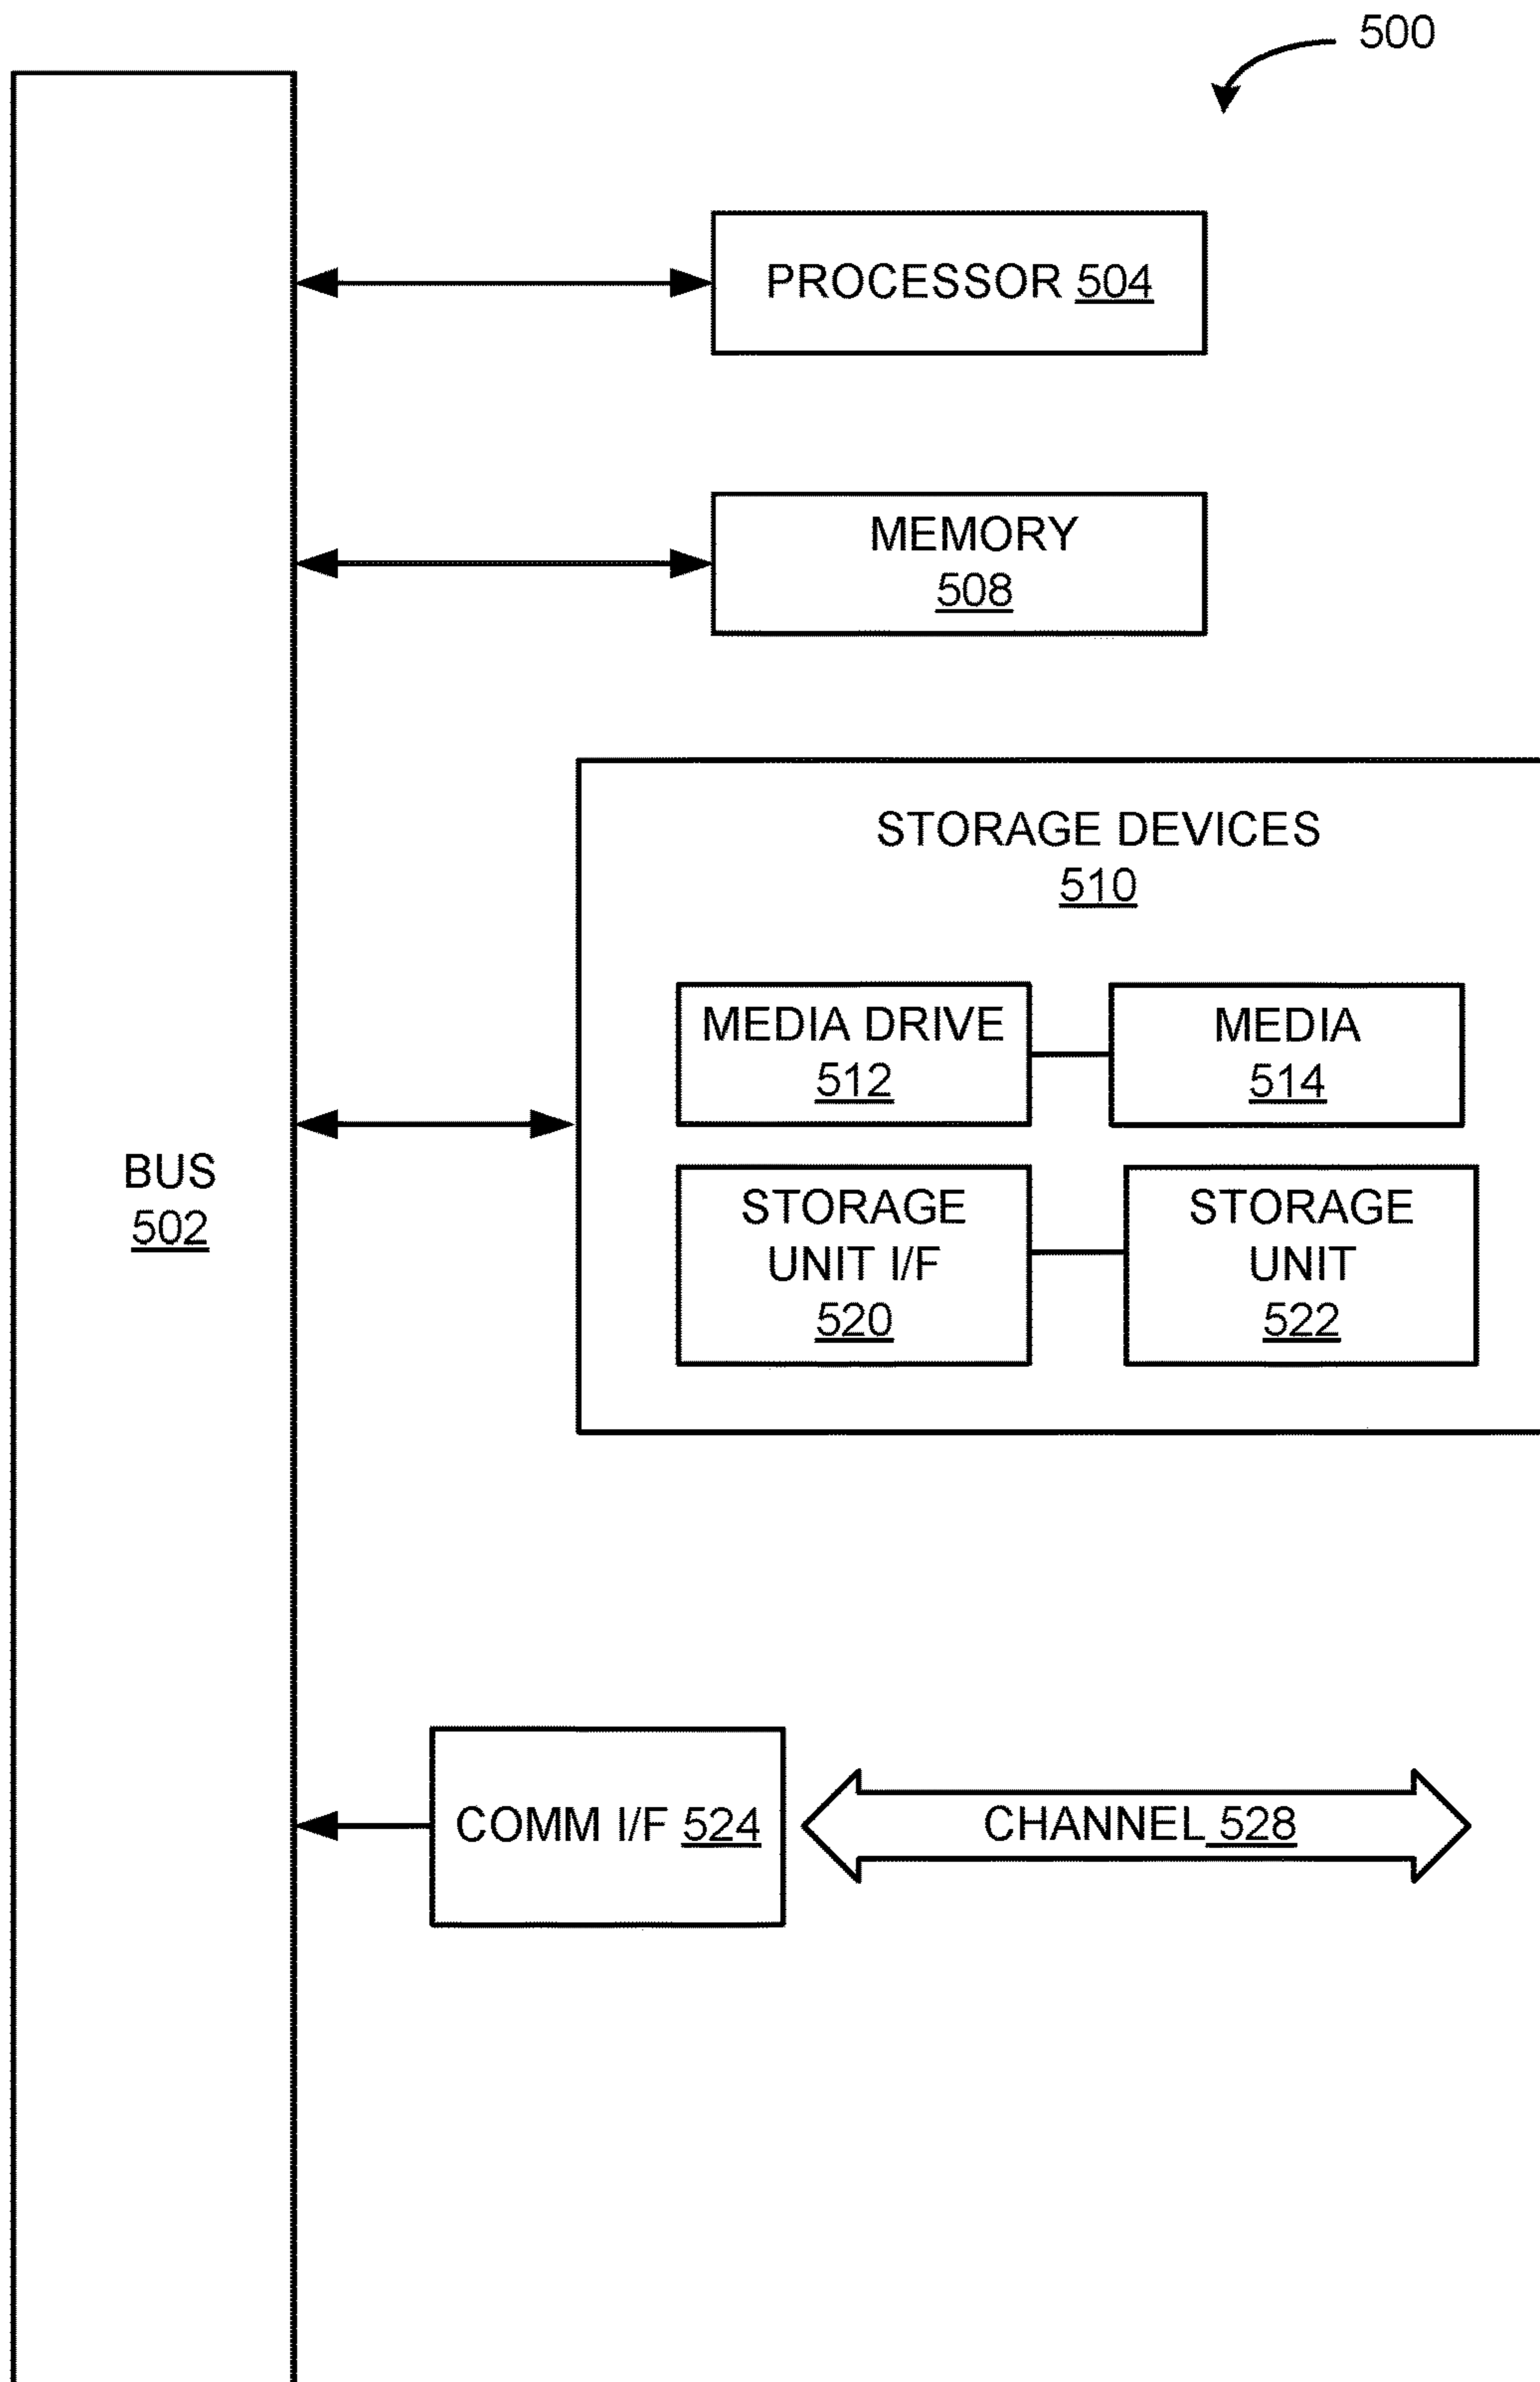 500
PROCESSOR 504
MEMORY
508
STORAGE DEVICES
510
MEDIA DRIVE
512
MEDIA
514
BUS
502
STORAGE
UNIT I/F
520
STORAGE
UNIT
522
COMM I/F 524
CHANNEL 528